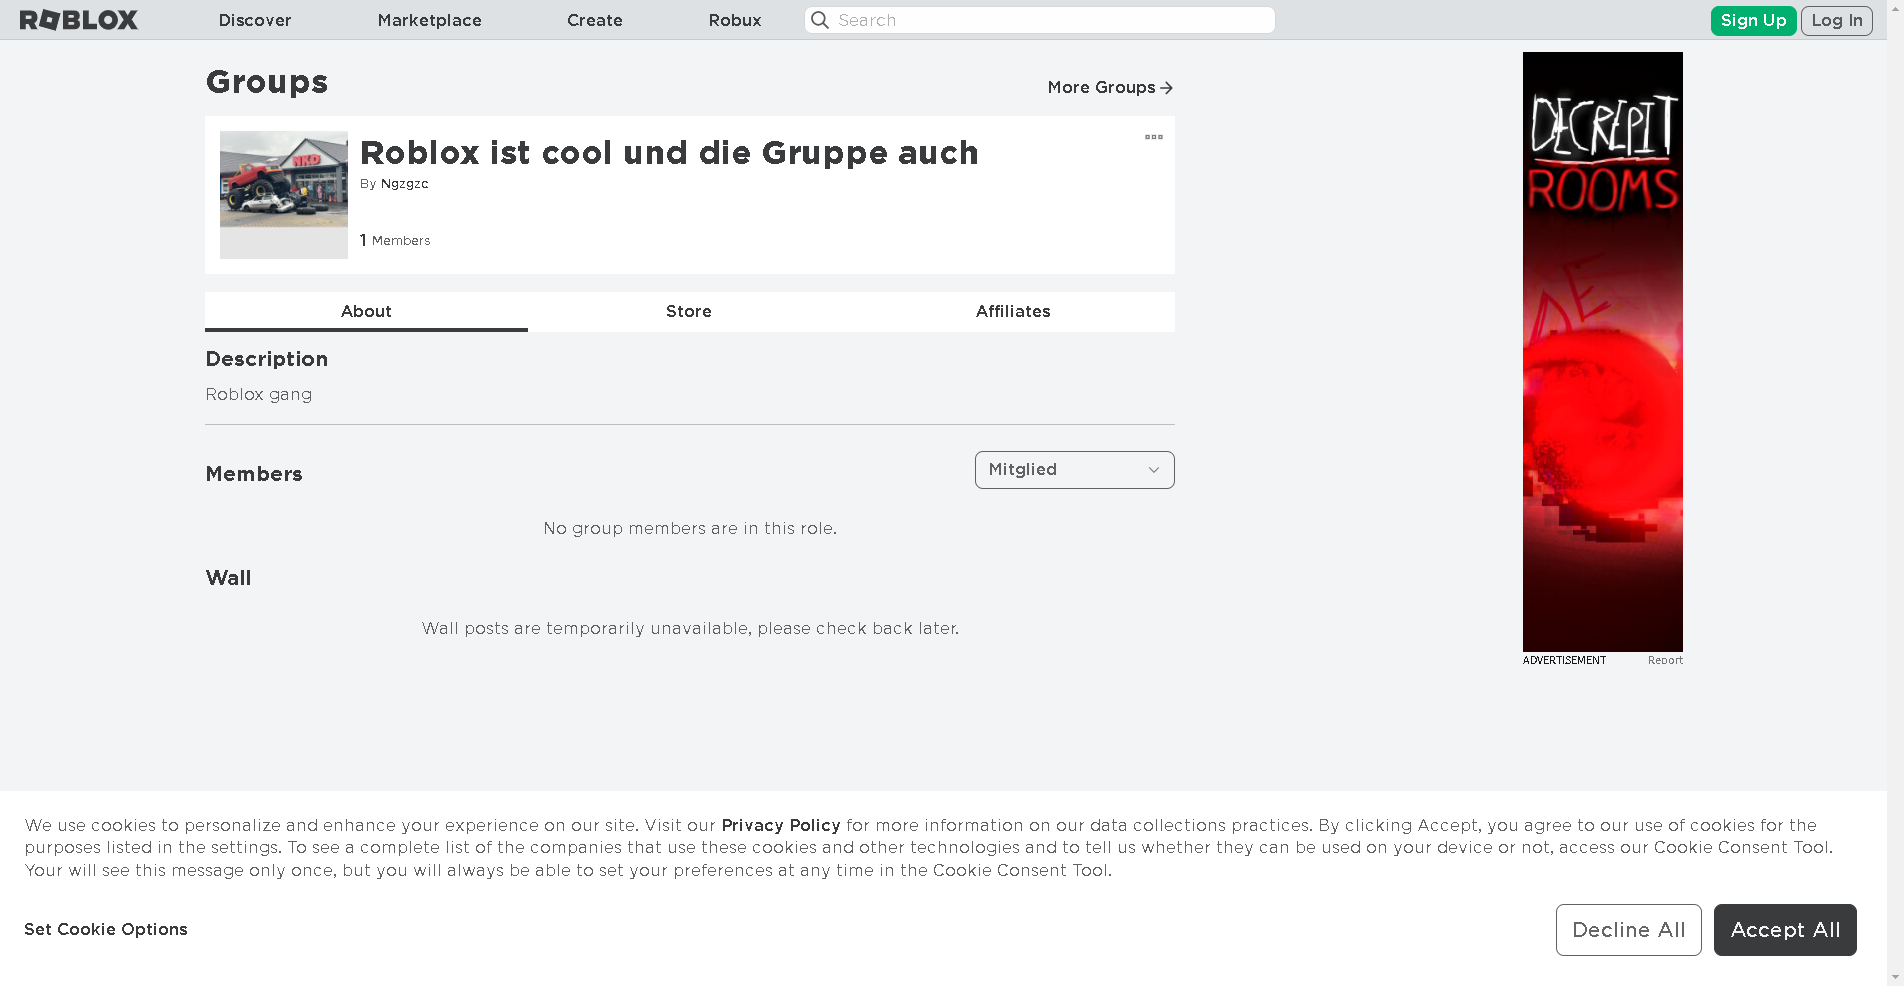 ROBLOX
Discover
Marketplace
Create
Robux
Search
Sign Up
Log In
Groups
More Groups
NKD
Roblox ist cool und die Gruppe auch
By Ngzgzc
1 Members
About
Store
Affiliates
Description
Roblox gang
Members
Mitglied
No group members are in this role.
Wall
Wall posts are temporarily unavailable, please check back later.
DECREPIT
ROOMS
ADVERTISEMENT
Report
We use cookies to personalize and enhance your experience on our site. Visit our Privacy Policy for more information on our data collections practices. By clicking Accept, you agree to our use of cookies for the
purposes listed in the settings. To see a complete list of the companies that use these cookies and other technologies and to tell us whether they can be used on your device or not, access our Cookie Consent Tool.
Your will see this message only once, but you will always be able to set your preferences at any time in the Cookie Consent Tool.
Set Cookie Options
Decline All
Accept All